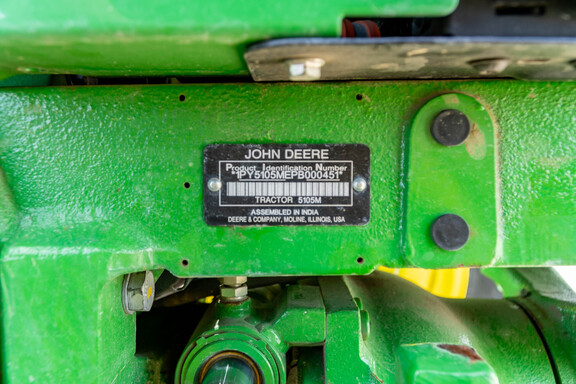 JOHN DEERE
Product Identification Number
*1PY5105MEPB000451*
TRACTOR 5105M
ASSEMBLED IN INDIA
DEERE & COMPANY, MOLINE, ILLINOIS, USA